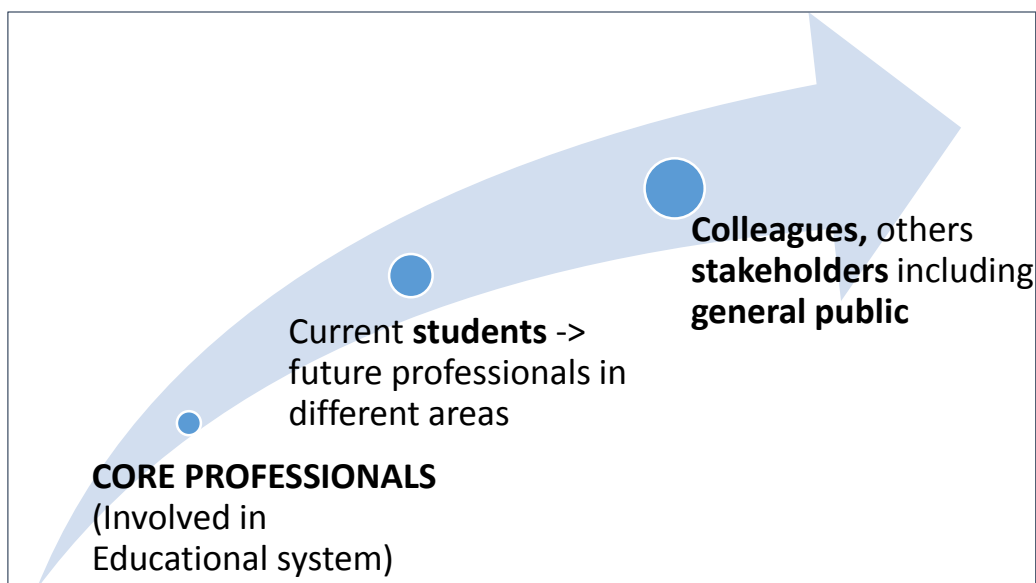 Colleagues, others
stakeholders including
general public
Current students ->
future professionals in
different areas
CORE PROFESSIONALS
(Involved in
Educational system)